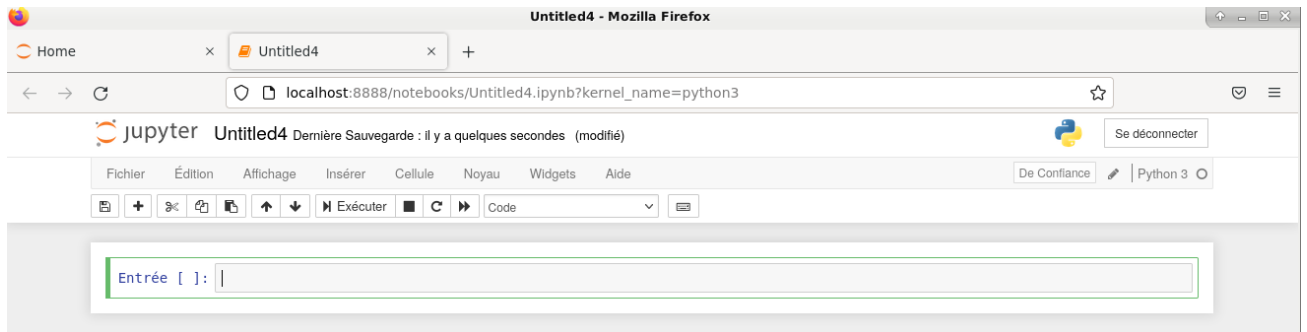 Untitled4 - Mozilla Firefox
Home Untitled4
localhost:8888/notebooks/Untitled4.ipynb?kernel_name=python3
jupyter Untitled4 Dernière Sauvegarde : il y a quelques secondes (modifié) Se déconnecter
Fichier Édition Affichage Insérer Cellule Noyau Widgets Aide De Confiance Python 3
Exécuter Code
Entrée [ ]: